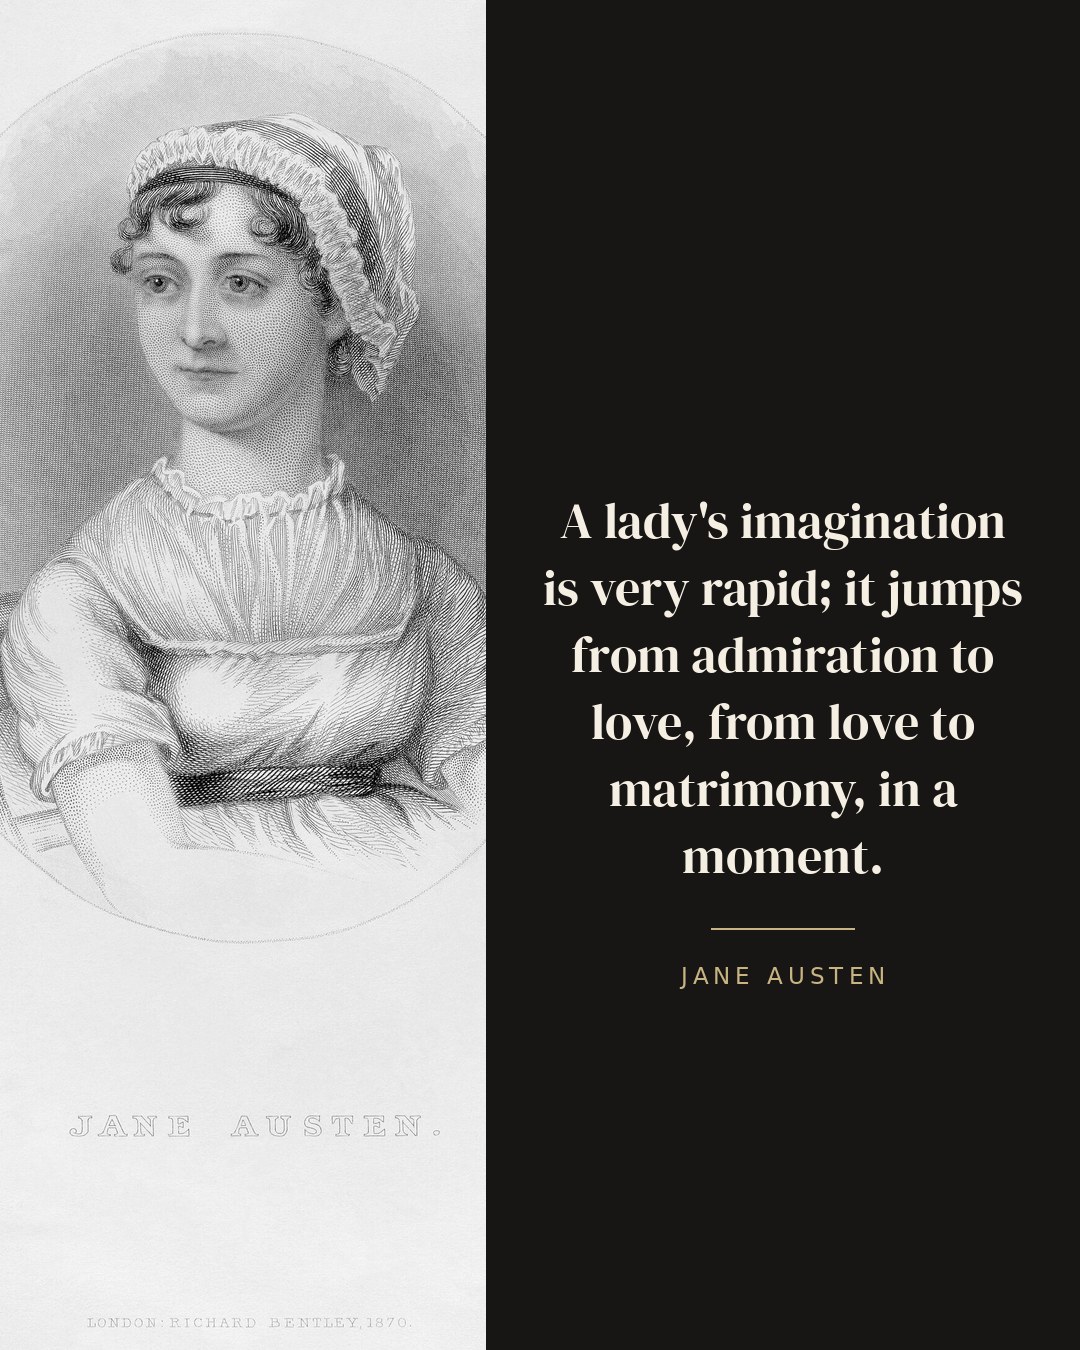 A lady's imagination
is very rapid; it jumps
from admiration to
love, from love to
matrimony, in a
moment.
JANE AUSTEN
JANE AUSTEN.
LONDON: RICHARD BENTLEY, 1870.